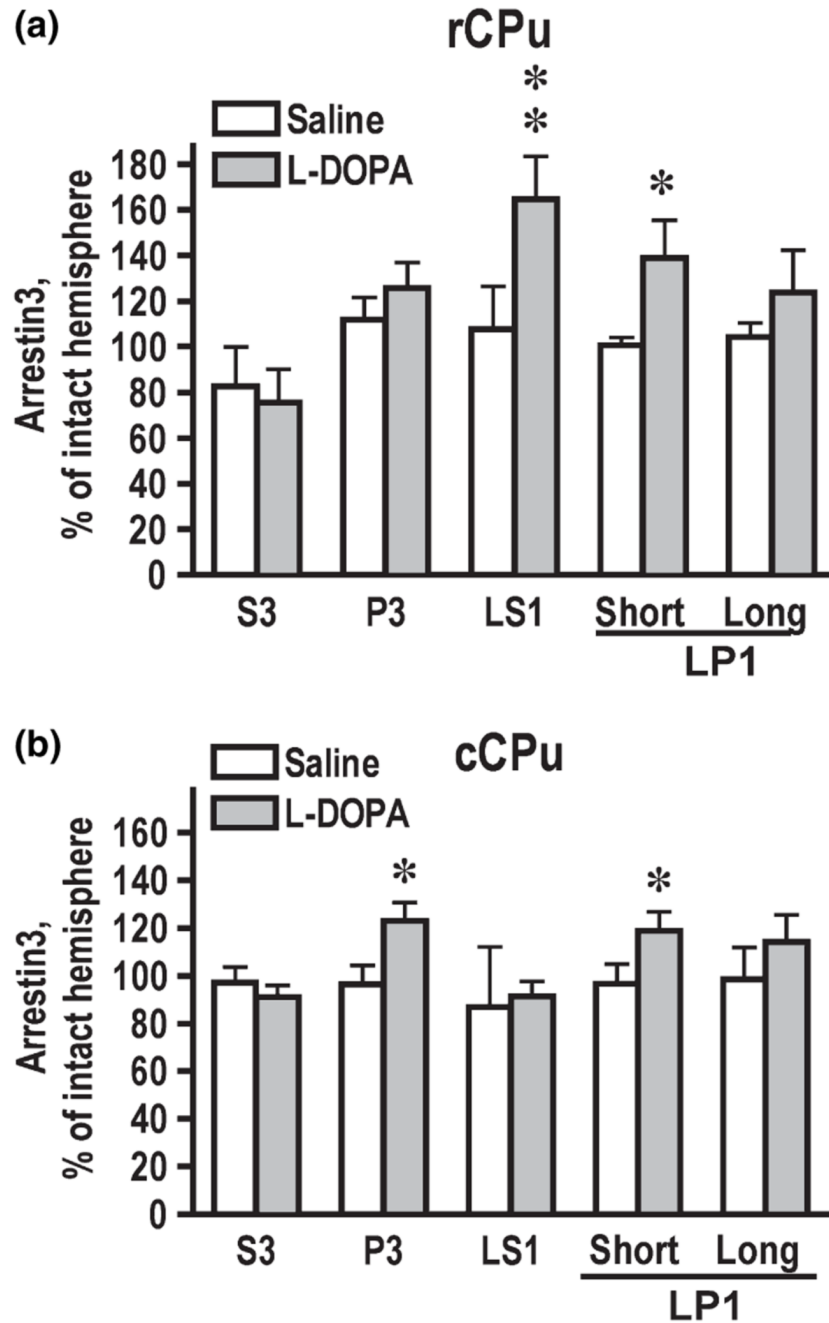 (a)
rCPu
Saline
L-DOPA
**
*
Arrestin3,
% of intact hemisphere
180
160
140
120
100
80
60
40
20
0
S3 P3 LS1 Short Long
LP1
(b)
cCPu
Saline
L-DOPA
*
*
Arrestin3,
% of intact hemisphere
160
140
120
100
80
60
40
20
0
S3 P3 LS1 Short Long
LP1